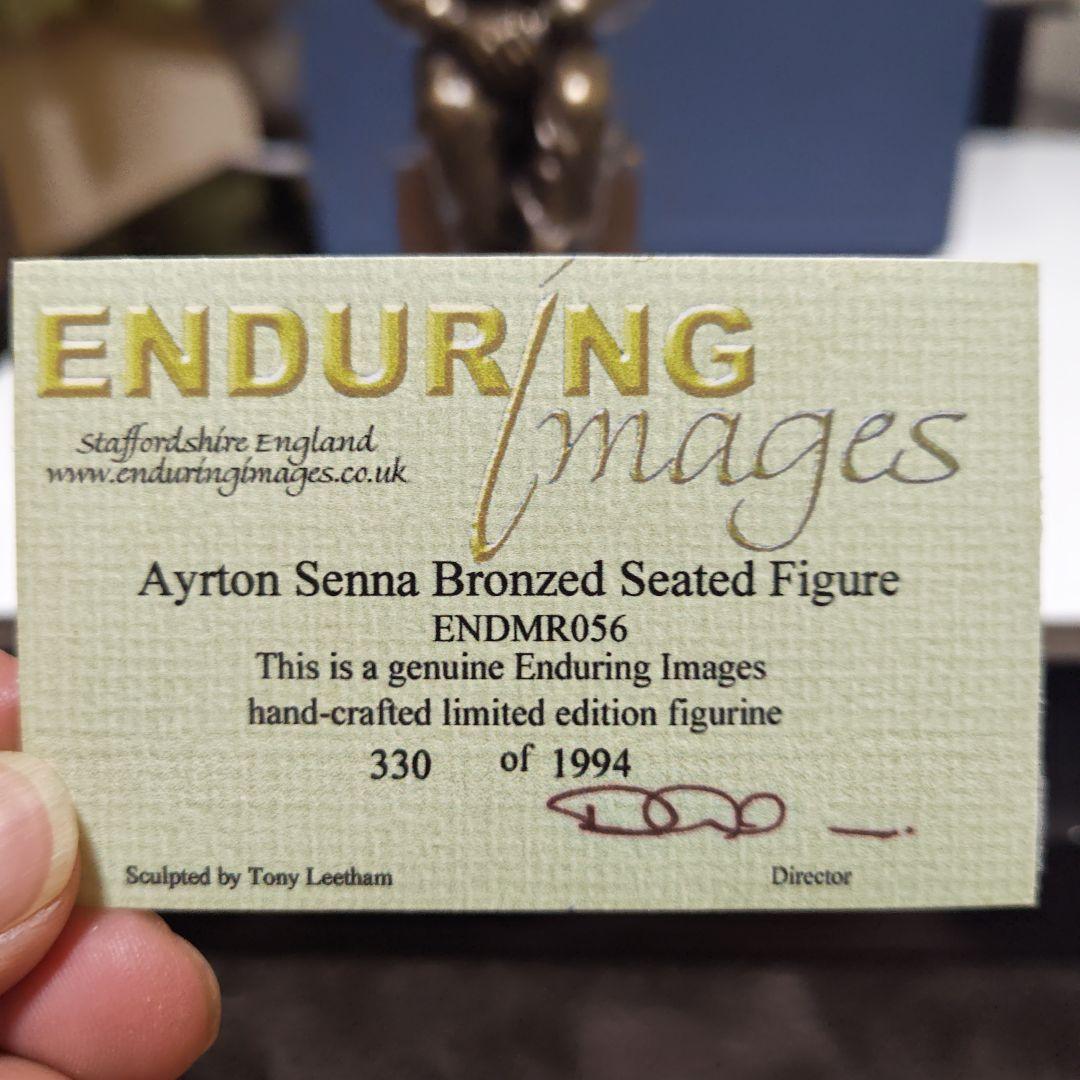 ENDURING
Images
Staffordshire England
www.enduringimages.co.uk
Ayrton Senna Bronzed Seated Figure
ENDMR056
This is a genuine Enduring Images
hand-crafted limited edition figurine
330 of 1994
Sculpted by Tony Leetham Director